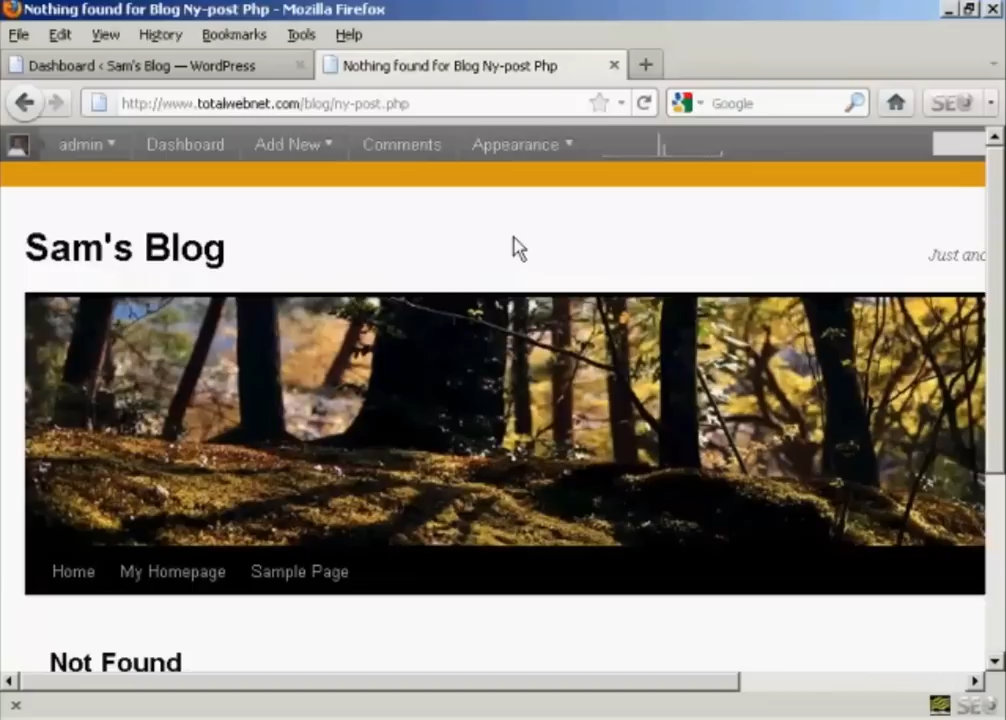 Nothing found for Blog Ny-post Php - Mozilla Firefox
File Edit View History Bookmarks Tools Help
Dashboard ‹ Sam's Blog — WordPress
Nothing found for Blog Ny-post Php
http://www.totalwebnet.com/blog/ny-post.php
Google
admin Dashboard Add New Comments Appearance
Sam's Blog
Just
Home My Homepage Sample Page
Not Found